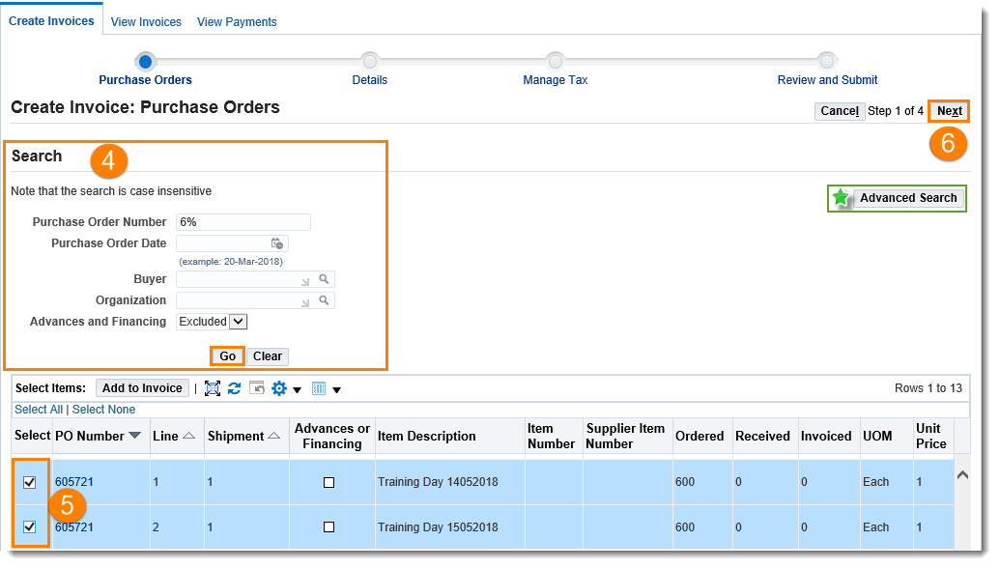 Create Invoices View Invoices View Payments
Purchase Orders Details Manage Tax Review and Submit
Create Invoice: Purchase Orders
Cancel Step 1 of 4 Next
6
Search
4
Note that the search is case insensitive
Advanced Search
Purchase Order Number 6%
Purchase Order Date
(example: 20-Mar-2018)
Buyer
Organization
Advances and Financing Excluded
Go Clear
Select Items: Add to Invoice | Rows 1 to 13
Select All | Select None
Select PO Number Line Shipment Advances or Financing Item Description Item Number Supplier Item Number Ordered Received Invoiced UOM Unit Price
605721 1 1 Training Day 14052018 600 0 0 Each 1
5
605721 2 1 Training Day 15052018 600 0 0 Each 1